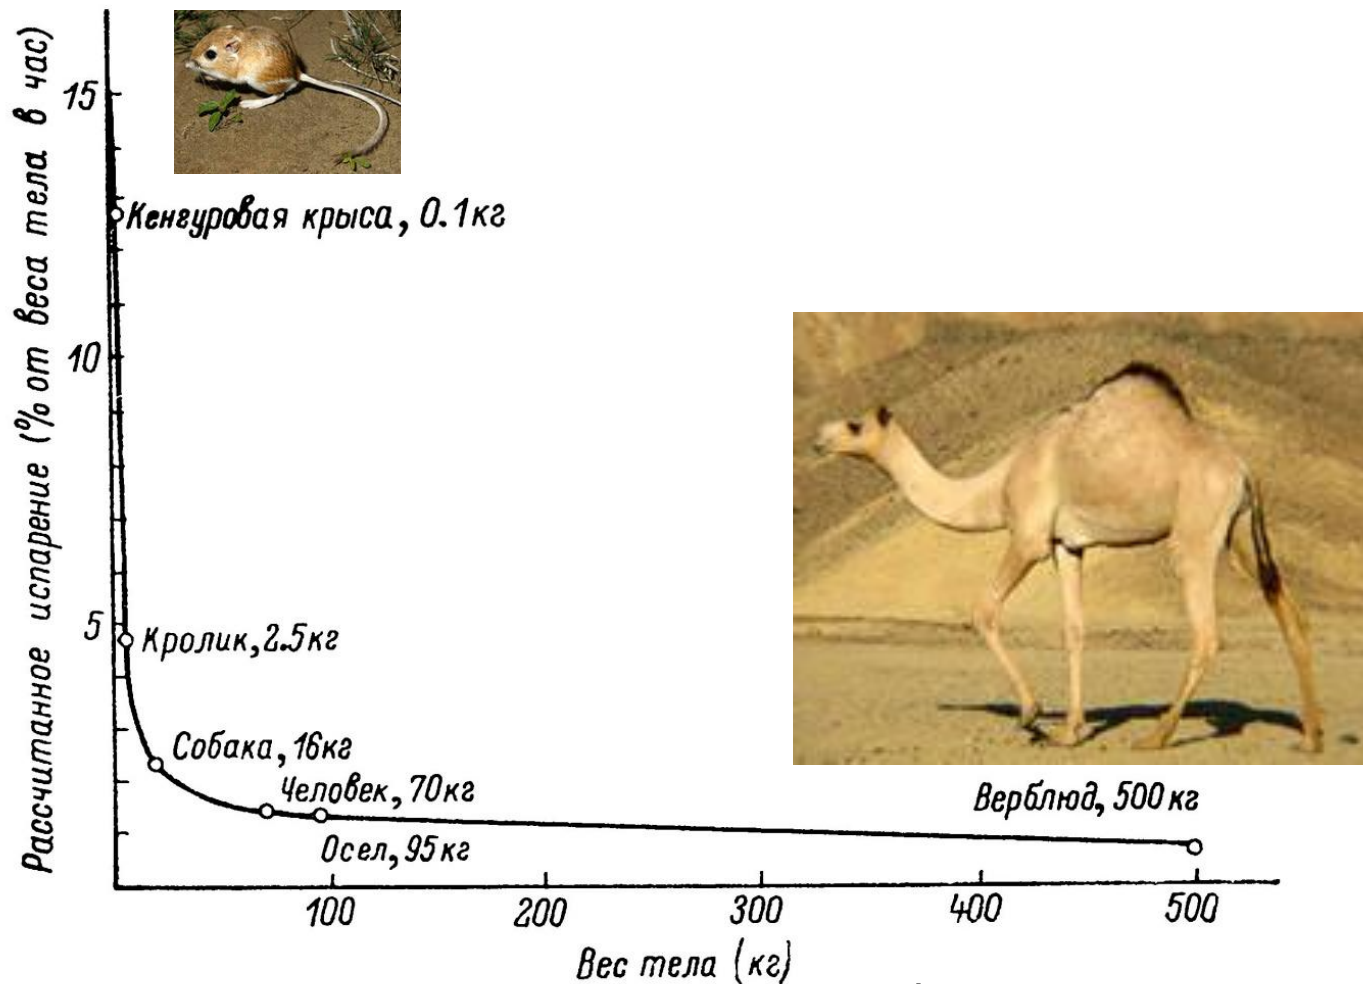 Рассчитанное испарение (% от веса тела в час)
15
Кенгуровая крыса, 0.1кг
10
5
Кролик, 2.5кг
Собака, 16кг
Человек, 70кг
Осел, 95кг
Верблюд, 500кг
100 200 300 400 500
Вес тела (кг)